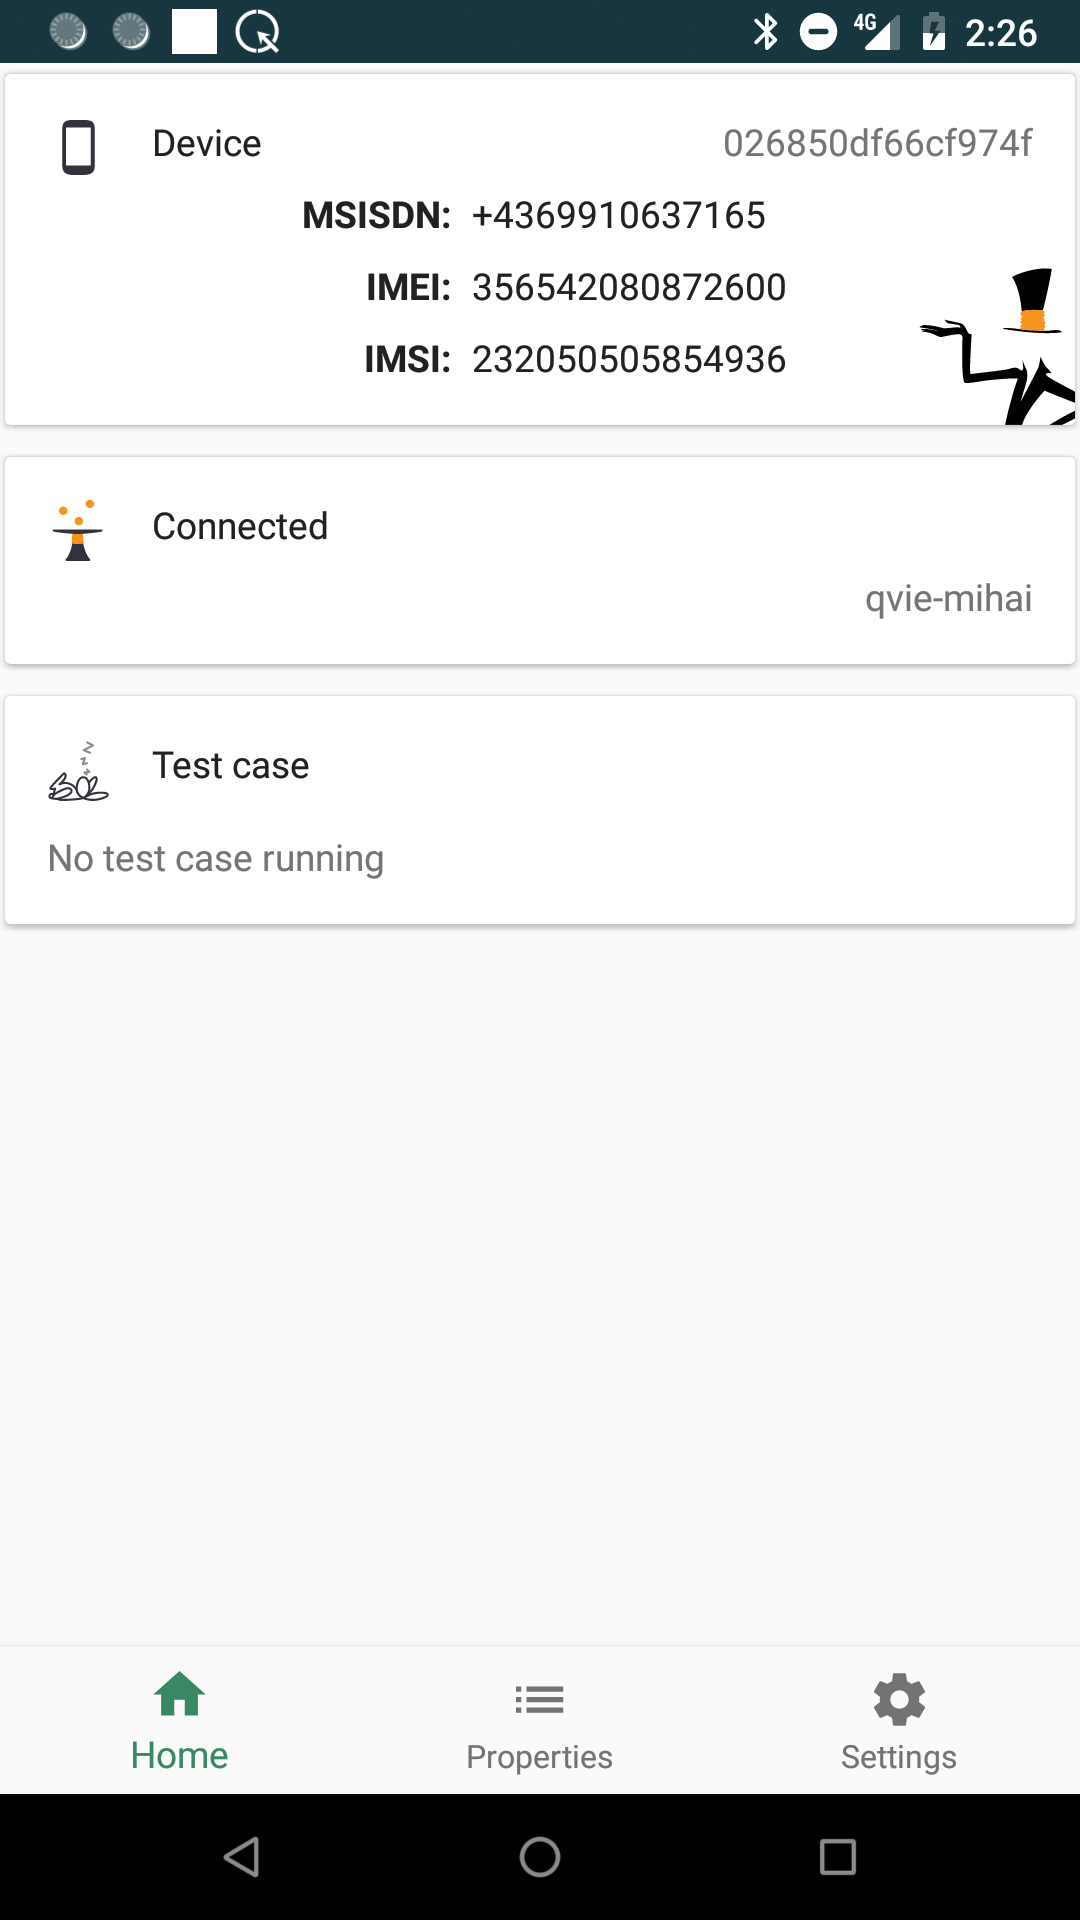 4G 2:26
Device 026850df66cf974f
MSISDN: +4369910637165
IMEI: 356542080872600
IMSI: 232050505854936
Connected
qvie-mihai
Test case
No test case running
Home Properties Settings